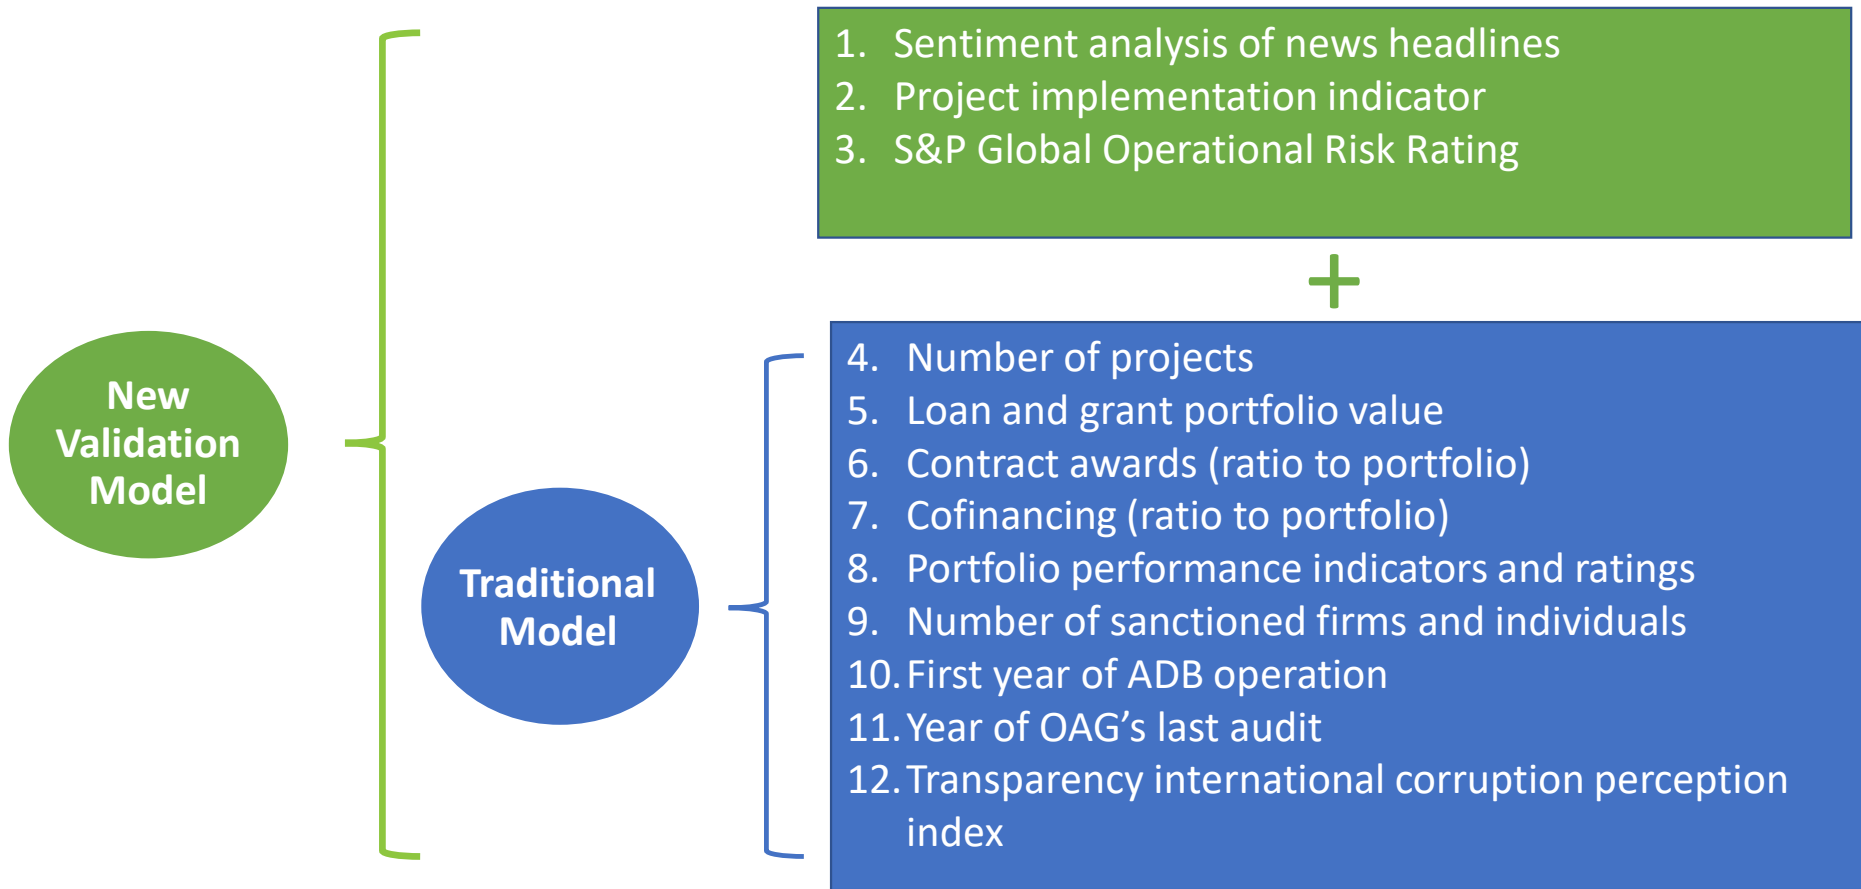 1. Sentiment analysis of news headlines
2. Project implementation indicator
3. S&P Global Operational Risk Rating
+
New
Validation
Model
Traditional
Model
4. Number of projects
5. Loan and grant portfolio value
6. Contract awards (ratio to portfolio)
7. Cofinancing (ratio to portfolio)
8. Portfolio performance indicators and ratings
9. Number of sanctioned firms and individuals
10. First year of ADB operation
11. Year of OAG’s last audit
12. Transparency international corruption perception
index